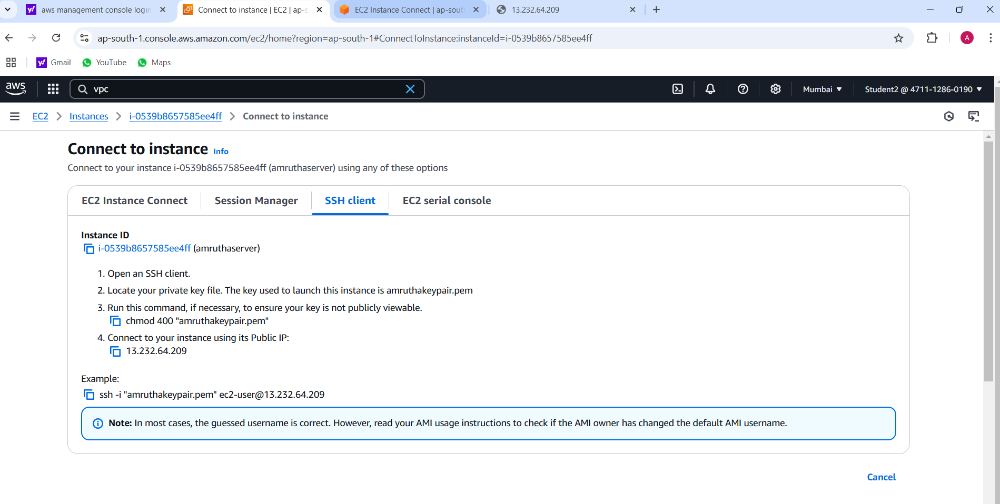 aws management console login
Connect to instance | EC2 | ap-s
EC2 Instance Connect | ap-sout
13.232.64.209
ap-south-1.console.aws.amazon.com/ec2/home?region=ap-south-1#ConnectToInstance:instanceId=i-0539b8657585ee4ff
A
Gmail
YouTube
Maps
aws
vpc
Mumbai
Student2 @ 4711-1286-0190
EC2
Instances
i-0539b8657585ee4ff
Connect to instance
Connect to instance Info
Connect to your instance i-0539b8657585ee4ff (amruthaserver) using any of these options
EC2 Instance Connect
Session Manager
SSH client
EC2 serial console
Instance ID
i-0539b8657585ee4ff (amruthaserver)
1. Open an SSH client.
2. Locate your private key file. The key used to launch this instance is amruthakeypair.pem
3. Run this command, if necessary, to ensure your key is not publicly viewable.
chmod 400 "amruthakeypair.pem"
4. Connect to your instance using its Public IP:
13.232.64.209
Example:
ssh -i "amruthakeypair.pem" ec2-user@13.232.64.209
Note: In most cases, the guessed username is correct. However, read your AMI usage instructions to check if the AMI owner has changed the default AMI username.
Cancel